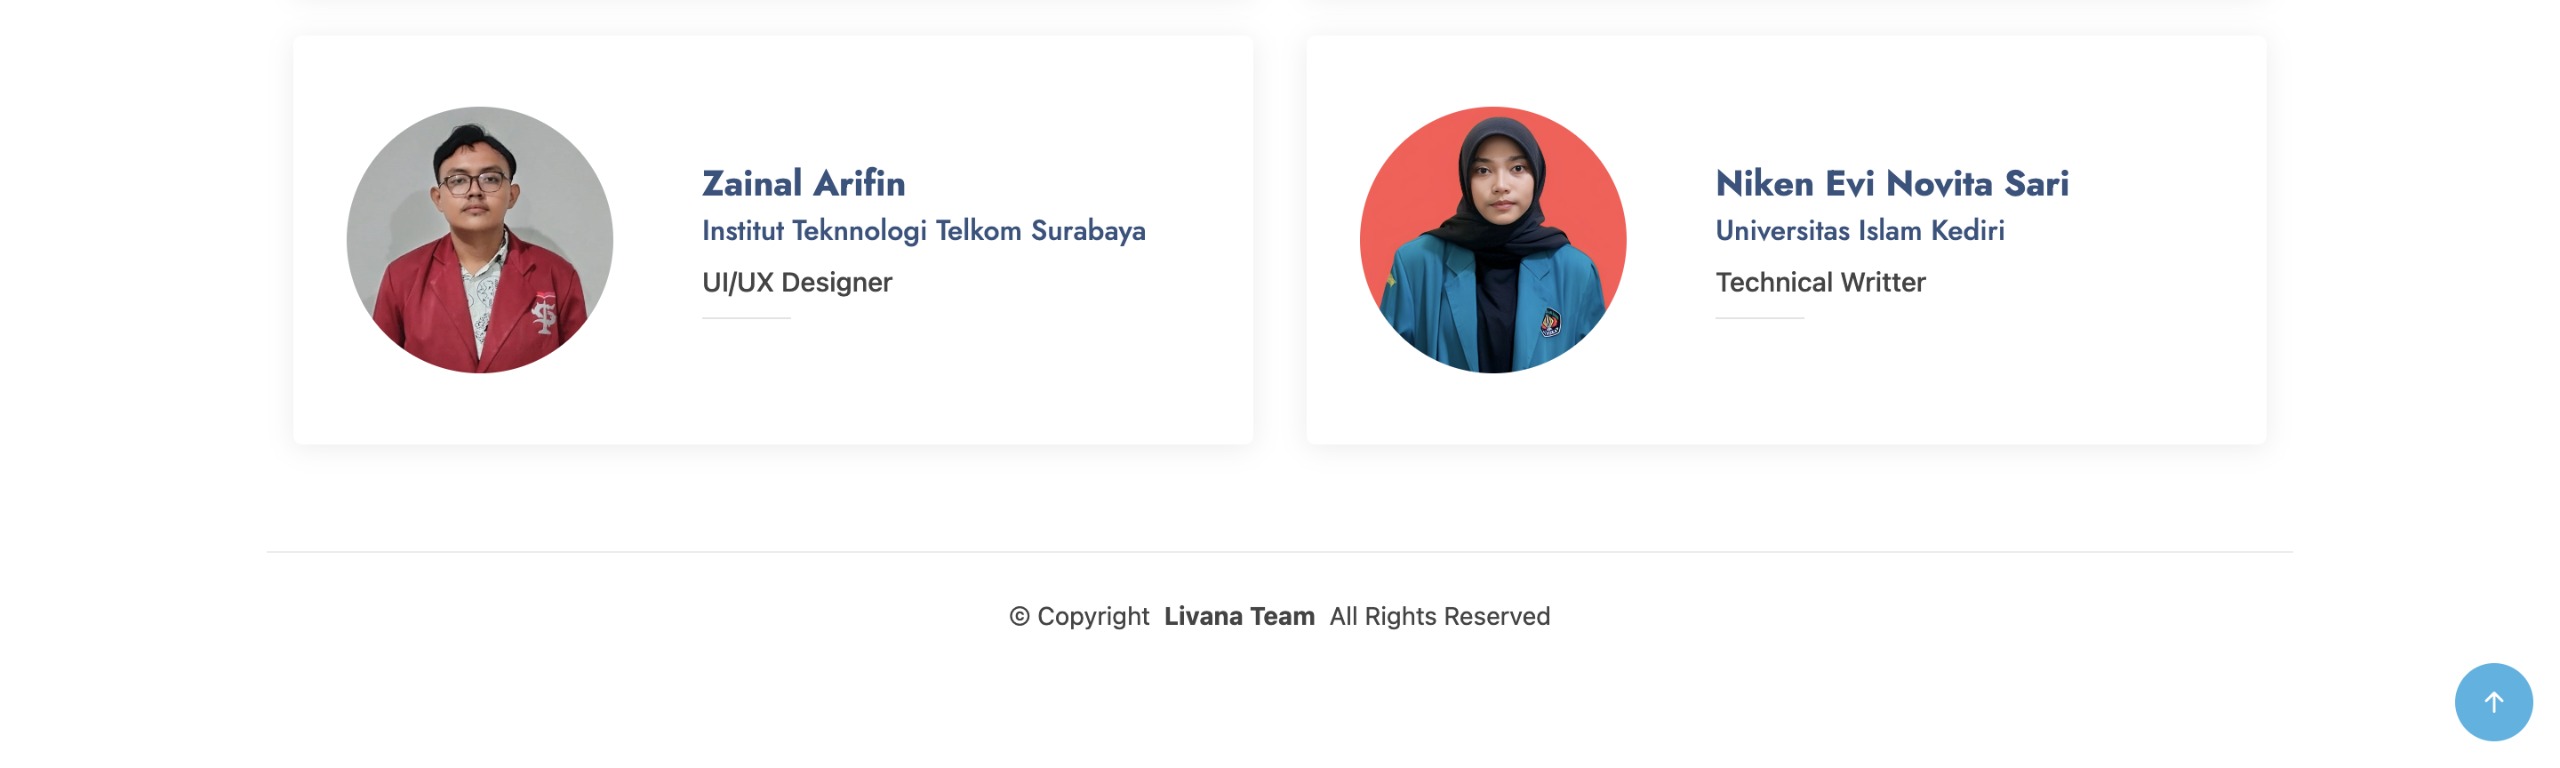 Zainal Arifin
Institut Teknnologi Telkom Surabaya
UI/UX Designer
Niken Evi Novita Sari
Universitas Islam Kediri
Technical Writter
© Copyright Livana Team All Rights Reserved